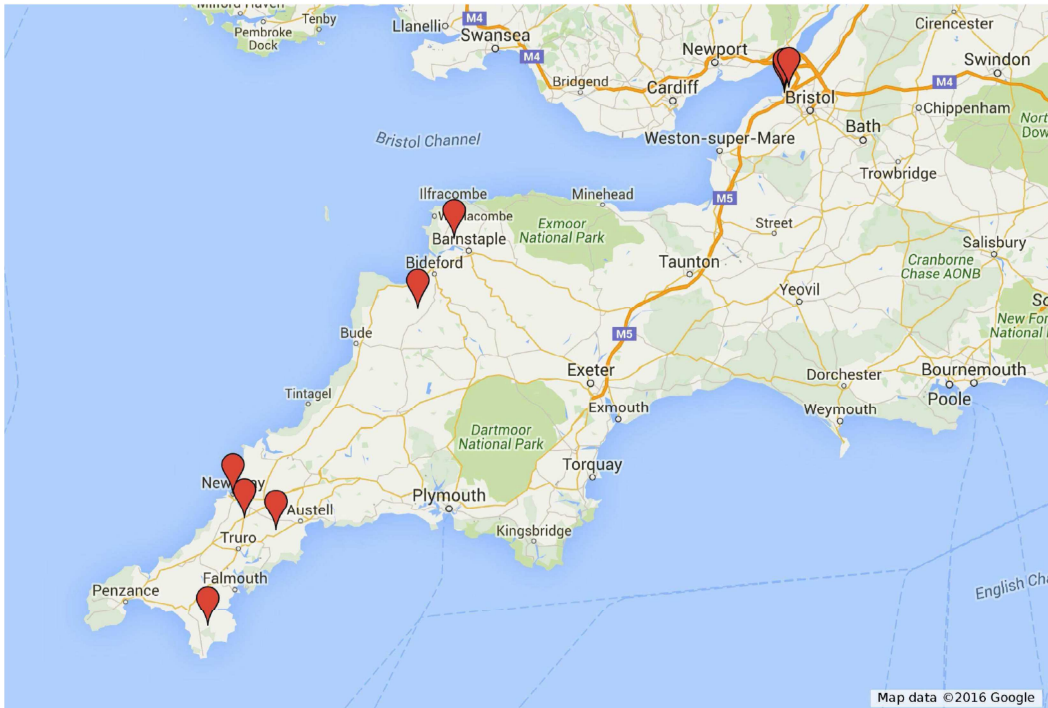 Milford Haven
Pembroke
Dock
Tenby
Llanelli
M4
Swansea
M4
Bridgend
Newport
Cardiff
Cirencester
Swindon
M4
Bristol
Chippenham
Bath
Trowbridge
Bristol Channel
Weston-super-Mare
M5
Ilfracombe
Woolacombe
Minehead
Exmoor
National Park
Barnstaple
Bideford
Street
Taunton
Salisbury
Cranborne
Chase AONB
Yeovil
New For
National
M5
Bude
Tintagel
Exeter
Exmouth
Dorchester
Weymouth
Bournemouth
Poole
Dartmoor
National Park
Torquay
Newquay
Austell
Plymouth
Kingsbridge
Truro
Falmouth
Penzance
English Cha
Map data ©2016 Google